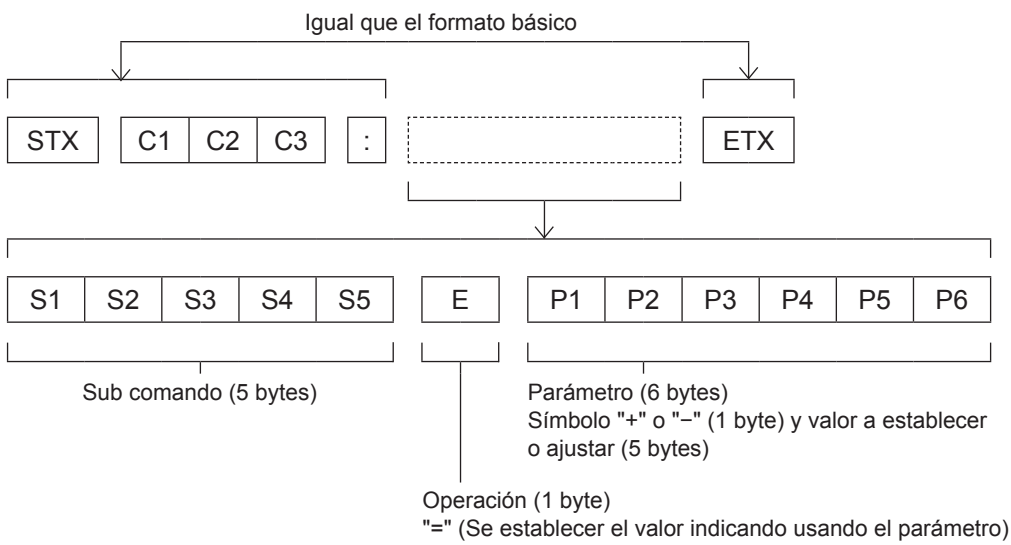 Igual que el formato básico
STX C1 C2 C3 : ETX
S1 S2 S3 S4 S5 E P1 P2 P3 P4 P5 P6
Sub comando (5 bytes)
Parámetro (6 bytes)
Símbolo "+" o "−" (1 byte) y valor a establecer
o ajustar (5 bytes)
Operación (1 byte)
"=" (Se establecer el valor indicando usando el parámetro)